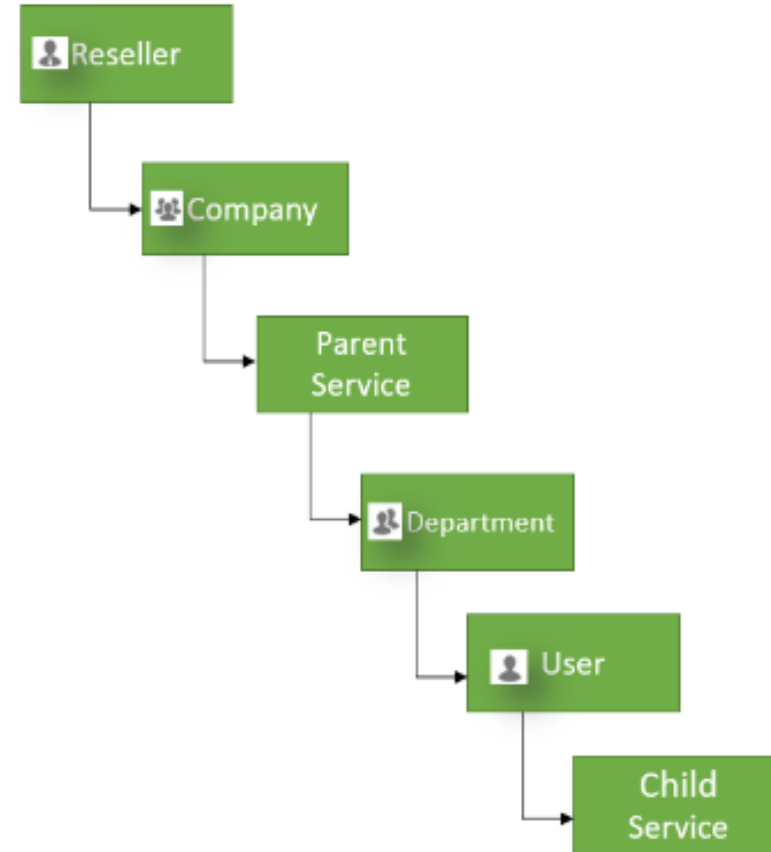 Reseller
Company
Parent
Service
Department
User
Child
Service